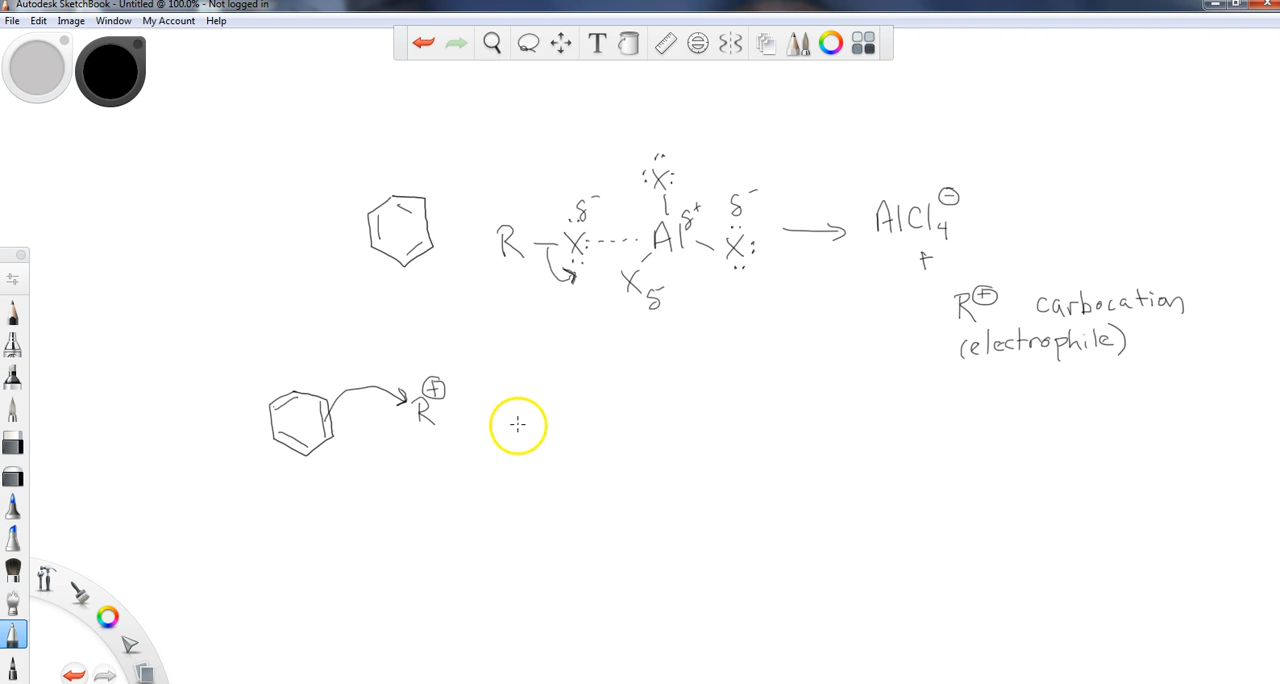 Autodesk SketchBook - Untitled @ 100.0% - Not logged in
File Edit Image Window My Account Help
T
X
δ- δ+ δ-
R X Al X
X δ
AlCl4 ⊖
+
R⊕ carbocation
(electrophile)
⊕
R